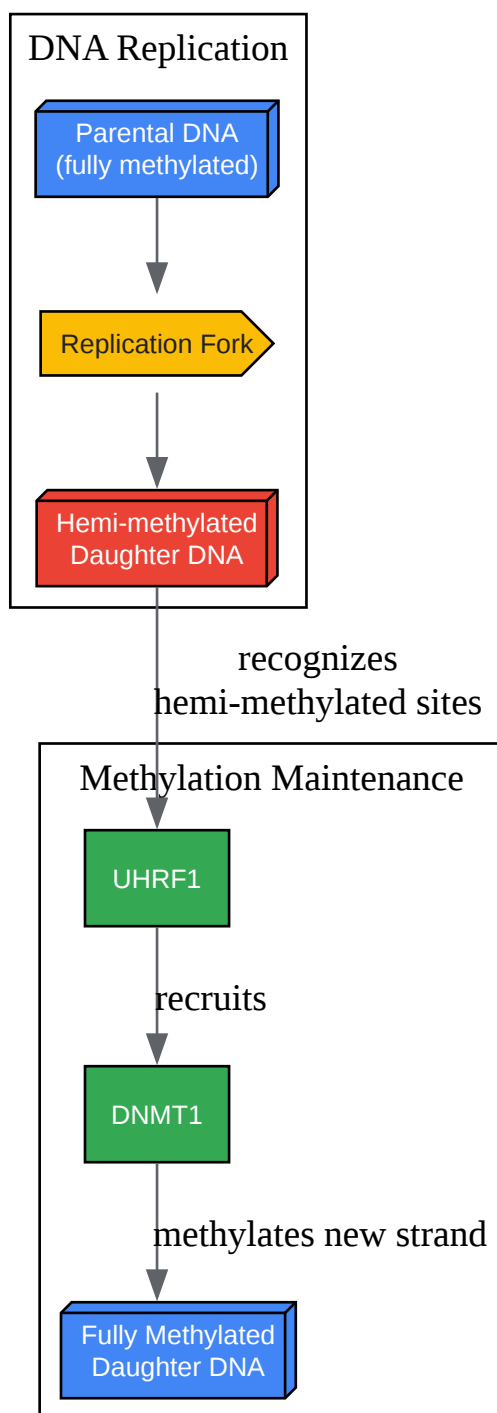 DNA Replication
Parental DNA
(fully methylated)
Replication Fork
Hemi-methylated
Daughter DNA
recognizes
hemi-methylated sites
Methylation Maintenance
UHRF1
recruits
DNMT1
methylates new strand
Fully Methylated
Daughter DNA